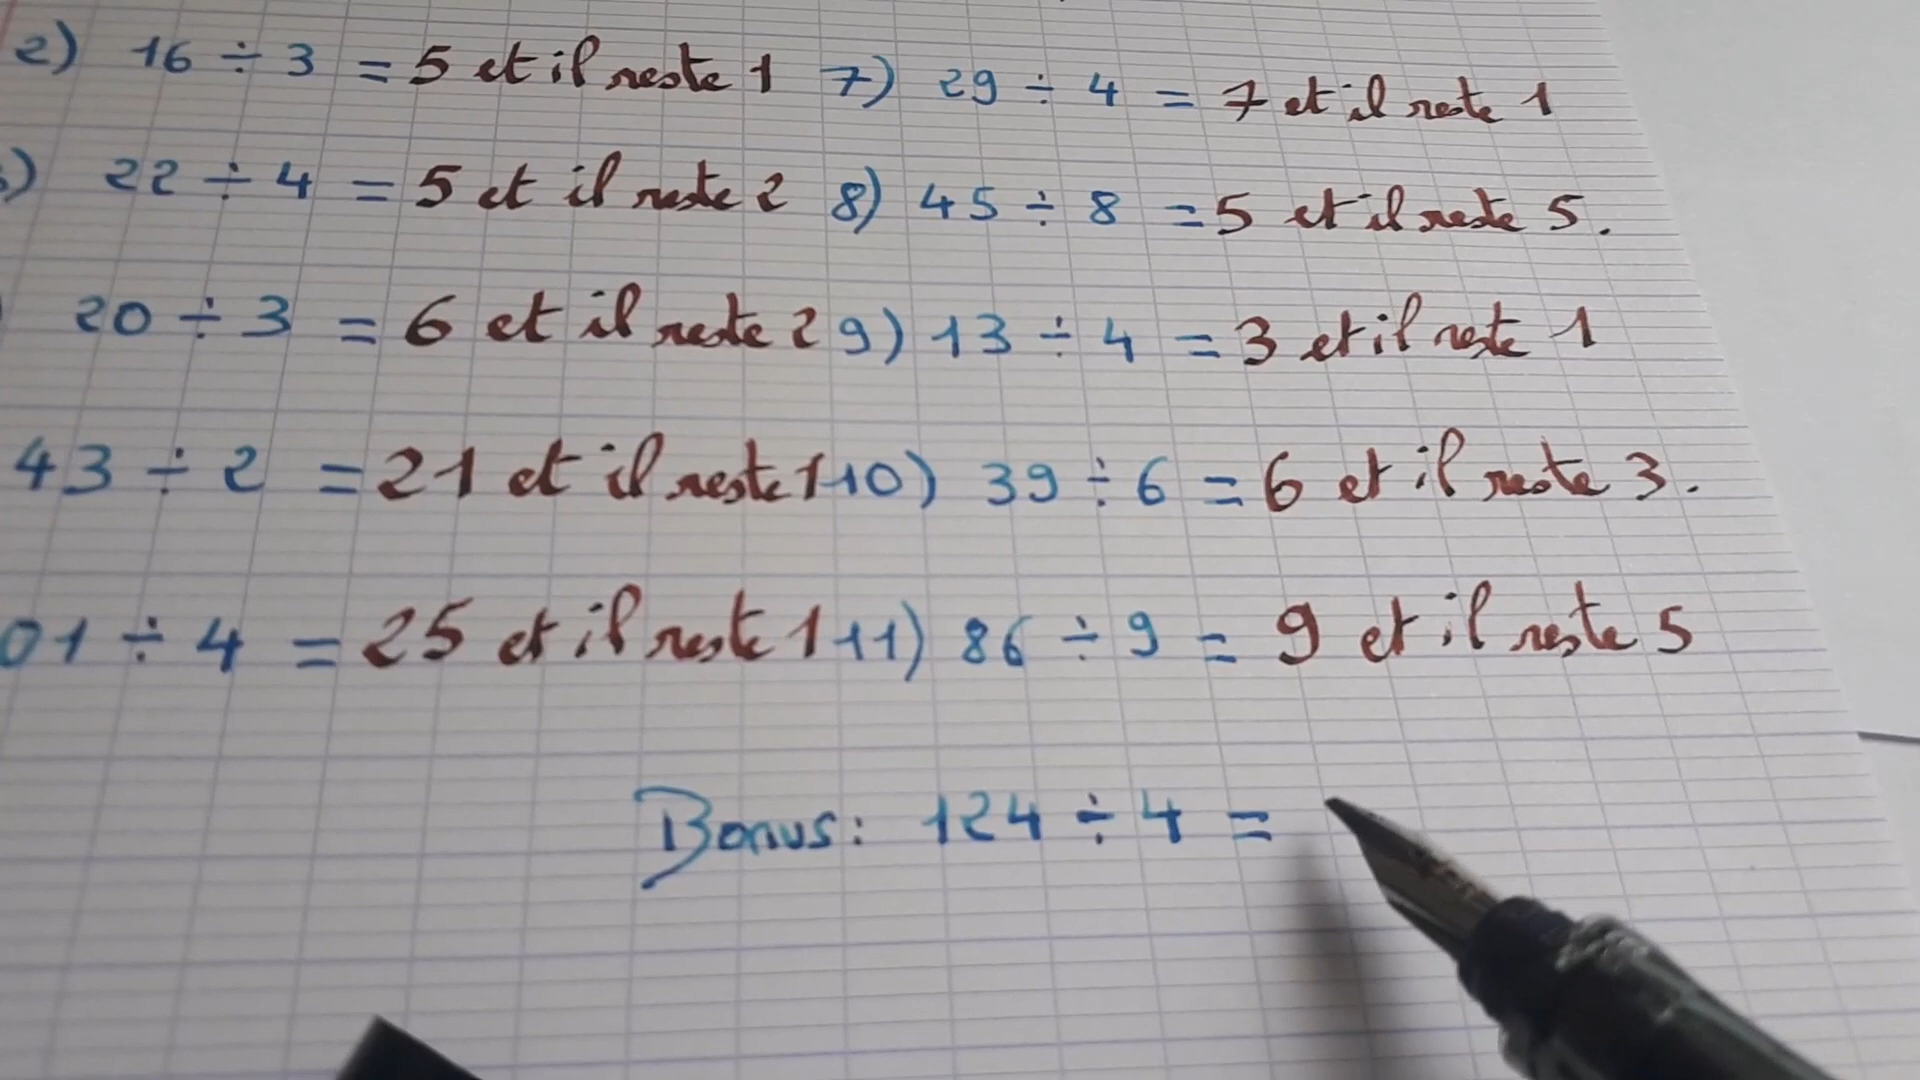 2) 16 ÷ 3 = 5 et il reste 1 7) 29 ÷ 4 = 7 et il reste 1
) 22 ÷ 4 = 5 et il reste 2 8) 45 ÷ 8 = 5 et il reste 5.
20 ÷ 3 = 6 et il reste 2 9) 13 ÷ 4 = 3 et il reste 1
43 ÷ 2 = 21 et il reste 1 10) 39 ÷ 6 = 6 et il reste 3.
01 ÷ 4 = 25 et il reste 1 11) 86 ÷ 9 = 9 et il reste 5
Bonus: 124 ÷ 4 =